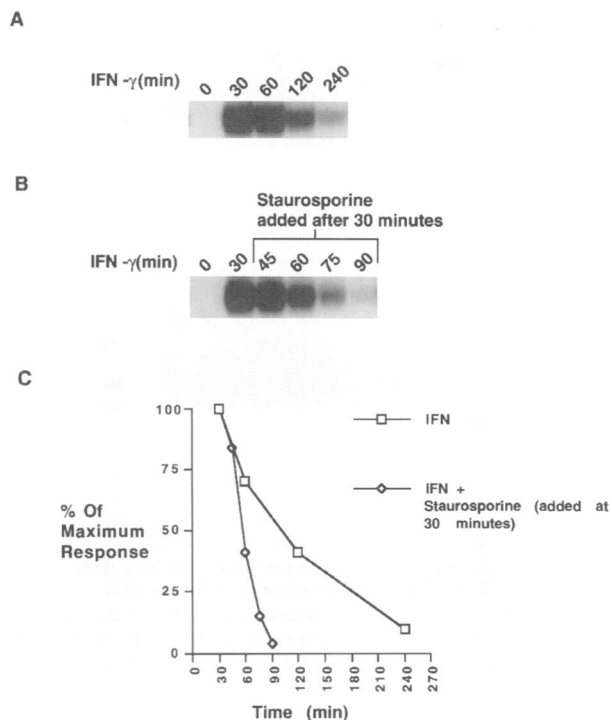 A
IFN -γ(min) 0 30 60 120 240
B
Staurosporine
added after 30 minutes
IFN -γ(min) 0 30 45 60 75 90
C
% Of
Maximum
Response
100
75
50
25
0
0 30 60 90 120 150 180 210 240 270
Time (min)
IFN
IFN +
Staurosporine (added at
30 minutes)